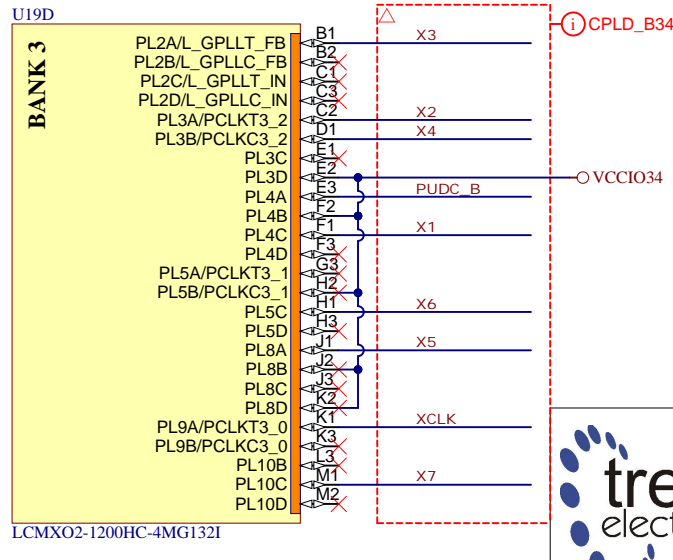 U19D
BANK 3
PL2A/L_GPLLT_FB B1 X3
PL2B/L_GPLLC_FB B2
PL2C/L_GPLLT_IN C1
PL2D/L_GPLLC_IN C3
PL3A/PCLKT3_2 C2 X2
PL3B/PCLKC3_2 D1 X4
PL3C E1
PL3D E2 VCCIO34
PL4A E3 PUDC_B
PL4B F2
PL4C F1 X1
PL4D F3
PL5A/PCLKT3_1 G3
PL5B/PCLKC3_1 H2
PL5C H1 X6
PL5D H3
PL8A J1 X5
PL8B J2
PL8C J3
PL8D K2
PL9A/PCLKT3_0 K1 XCLK
PL9B/PCLKC3_0 K3
PL10B L3
PL10C M1 X7
PL10D M2
LCMXO2-1200HC-4MG132I
i CPLD_B34
tre
elect